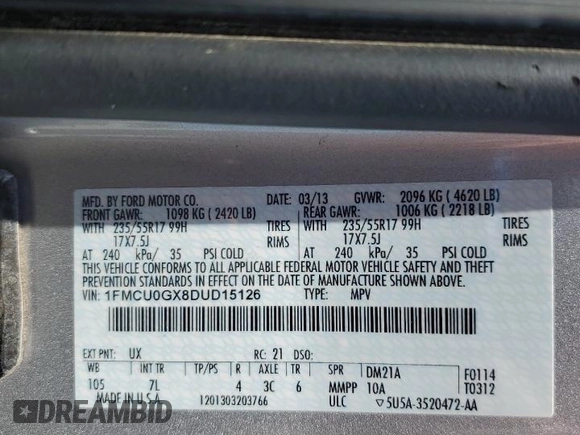 MFD. BY FORD MOTOR CO. DATE: 03/13 GVWR: 2096 KG ( 4620 LB)
FRONT GAWR: 1098 KG ( 2420 LB) REAR GAWR: 1006 KG ( 2218 LB)
WITH 235/55R17 99H TIRES WITH 235/55R17 99H TIRES
17X7.5J RIMS 17X7.5J RIMS
AT 240 kPa/ 35 PSI COLD AT 240 kPa/ 35 PSI COLD
THIS VEHICLE CONFORMS TO ALL APPLICABLE FEDERAL MOTOR VEHICLE SAFETY AND THEFT
PREVENTION STANDARDS IN EFFECT ON THE DATE OF MANUFACTURE SHOWN ABOVE.
VIN: 1FMCU0GX8DUD15126 TYPE: MPV
EXT PNT: UX RC: 21 DSO:
WB TP/PS R AXLE TR SPR DM21A F0114
105 7L 4 3C 6 MMPP 10A T0312
MADE IN U.S.A 1201303203766 ULC 5U5A-3520472-AA
DREAMBID